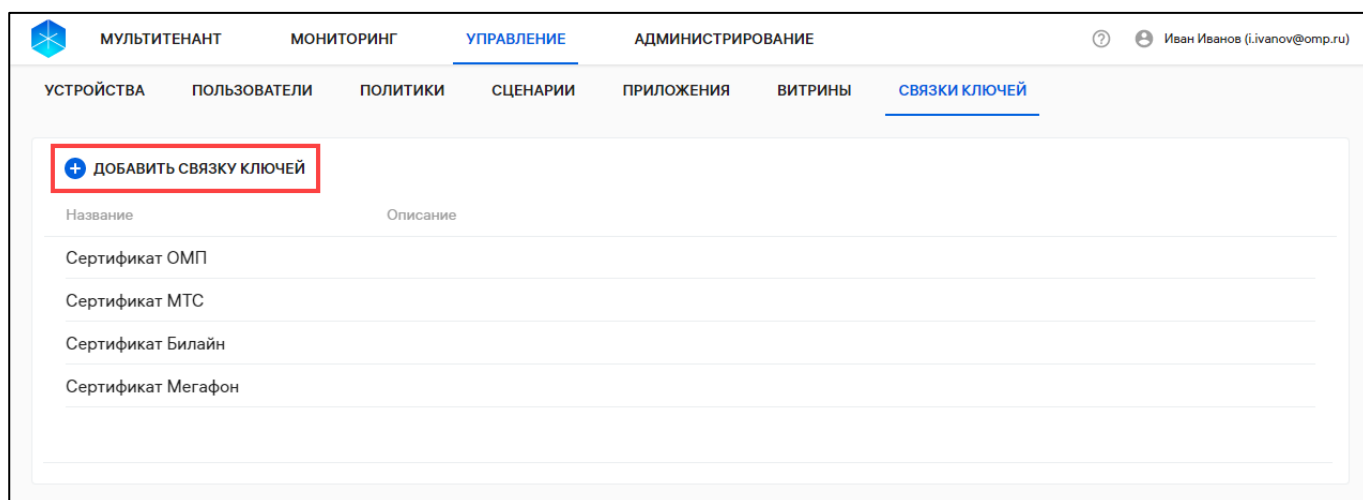 МУЛЬТИТЕНАНТ МОНИТОРИНГ УПРАВЛЕНИЕ АДМИНИСТРИРОВАНИЕ ? Иван Иванов (i.ivanov@omp.ru)
УСТРОЙСТВА ПОЛЬЗОВАТЕЛИ ПОЛИТИКИ СЦЕНАРИИ ПРИЛОЖЕНИЯ ВИТРИНЫ СВЯЗКИ КЛЮЧЕЙ
ДОБАВИТЬ СВЯЗКУ КЛЮЧЕЙ
Название Описание
Сертификат ОМП
Сертификат МТС
Сертификат Билайн
Сертификат Мегафон